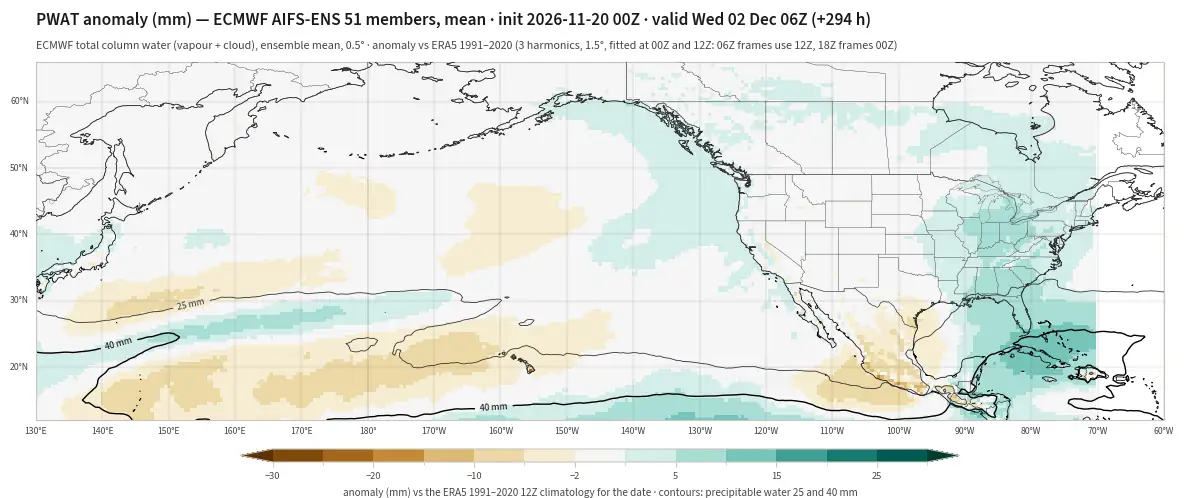 PWAT anomaly (mm) — ECMWF AIFS-ENS 51 members, mean · init 2026-11-20 00Z · valid Wed 02 Dec 06Z (+294 h)
ECMWF total column water (vapour + cloud), ensemble mean, 0.5° · anomaly vs ERA5 1991–2020 (3 harmonics, 1.5°, fitted at 00Z and 12Z: 06Z frames use 12Z, 18Z frames 00Z)
60°N
50°N
40°N
30°N
20°N
25 mm
40 mm
40 mm
130°E 140°E 150°E 160°E 170°E 180° 170°W 160°W 150°W 140°W 130°W 120°W 110°W 100°W 90°W 80°W 70°W 60°W
−30 −20 −10 −2 5 15 25
anomaly (mm) vs the ERA5 1991–2020 12Z climatology for the date · contours: precipitable water 25 and 40 mm